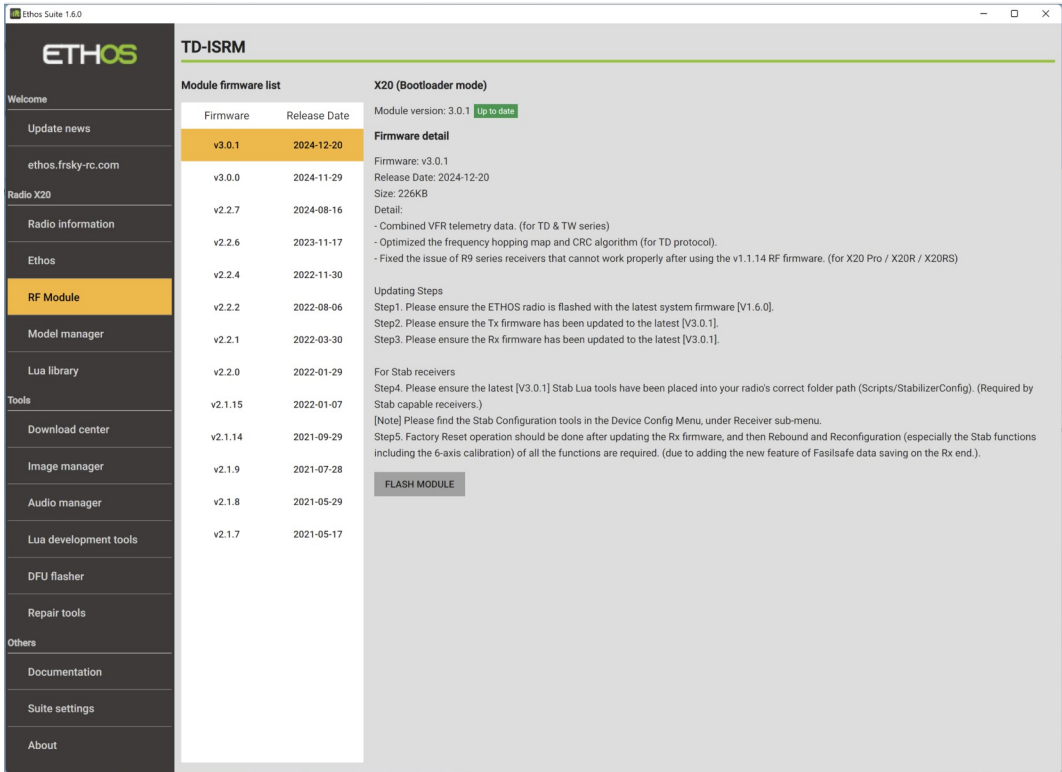 Ethos Suite 1.6.0
ETHOS
Welcome
Update news
ethos.frsky-rc.com
Radio X20
Radio information
Ethos
RF Module
Model manager
Lua library
Tools
Download center
Image manager
Audio manager
Lua development tools
DFU flasher
Repair tools
Others
Documentation
Suite settings
About
TD-ISRM
Module firmware list
Firmware Release Date
v3.0.1 2024-12-20
v3.0.0 2024-11-29
v2.2.7 2024-08-16
v2.2.6 2023-11-17
v2.2.4 2022-11-30
v2.2.2 2022-08-06
v2.2.1 2022-03-30
v2.2.0 2022-01-29
v2.1.15 2022-01-07
v2.1.14 2021-09-29
v2.1.9 2021-07-28
v2.1.8 2021-05-29
v2.1.7 2021-05-17
X20 (Bootloader mode)
Module version: 3.0.1 Up to date
Firmware detail
Firmware: v3.0.1
Release Date: 2024-12-20
Size: 226KB
Detail:
- Combined VFR telemetry data. (for TD & TW series)
- Optimized the frequency hopping map and CRC algorithm (for TD protocol).
- Fixed the issue of R9 series receivers that cannot work properly after using the v1.1.14 RF firmware. (for X20 Pro / X20R / X20RS)
Updating Steps
Step1. Please ensure the ETHOS radio is flashed with the latest system firmware [V1.6.0].
Step2. Please ensure the Tx firmware has been updated to the latest [V3.0.1].
Step3. Please ensure the Rx firmware has been updated to the latest [V3.0.1].
For Stab receivers
Step4. Please ensure the latest [V3.0.1] Stab Lua tools have been placed into your radio's correct folder path (Scripts/StabilizerConfig). (Required by
Stab capable receivers.)
[Note] Please find the Stab Configuration tools in the Device Config Menu, under Receiver sub-menu.
Step5. Factory Reset operation should be done after updating the Rx firmware, and then Rebound and Reconfiguration (especially the Stab functions
including the 6-axis calibration) of all the functions are required. (due to adding the new feature of Fasilsafe data saving on the Rx end.).
FLASH MODULE